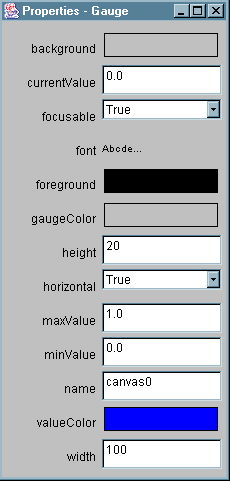 Properties - Gauge
background
currentValue 0.0
focusable True
font Abcde...
foreground
gaugeColor
height 20
horizontal True
maxValue 1.0
minValue 0.0
name canvas0
valueColor
width 100